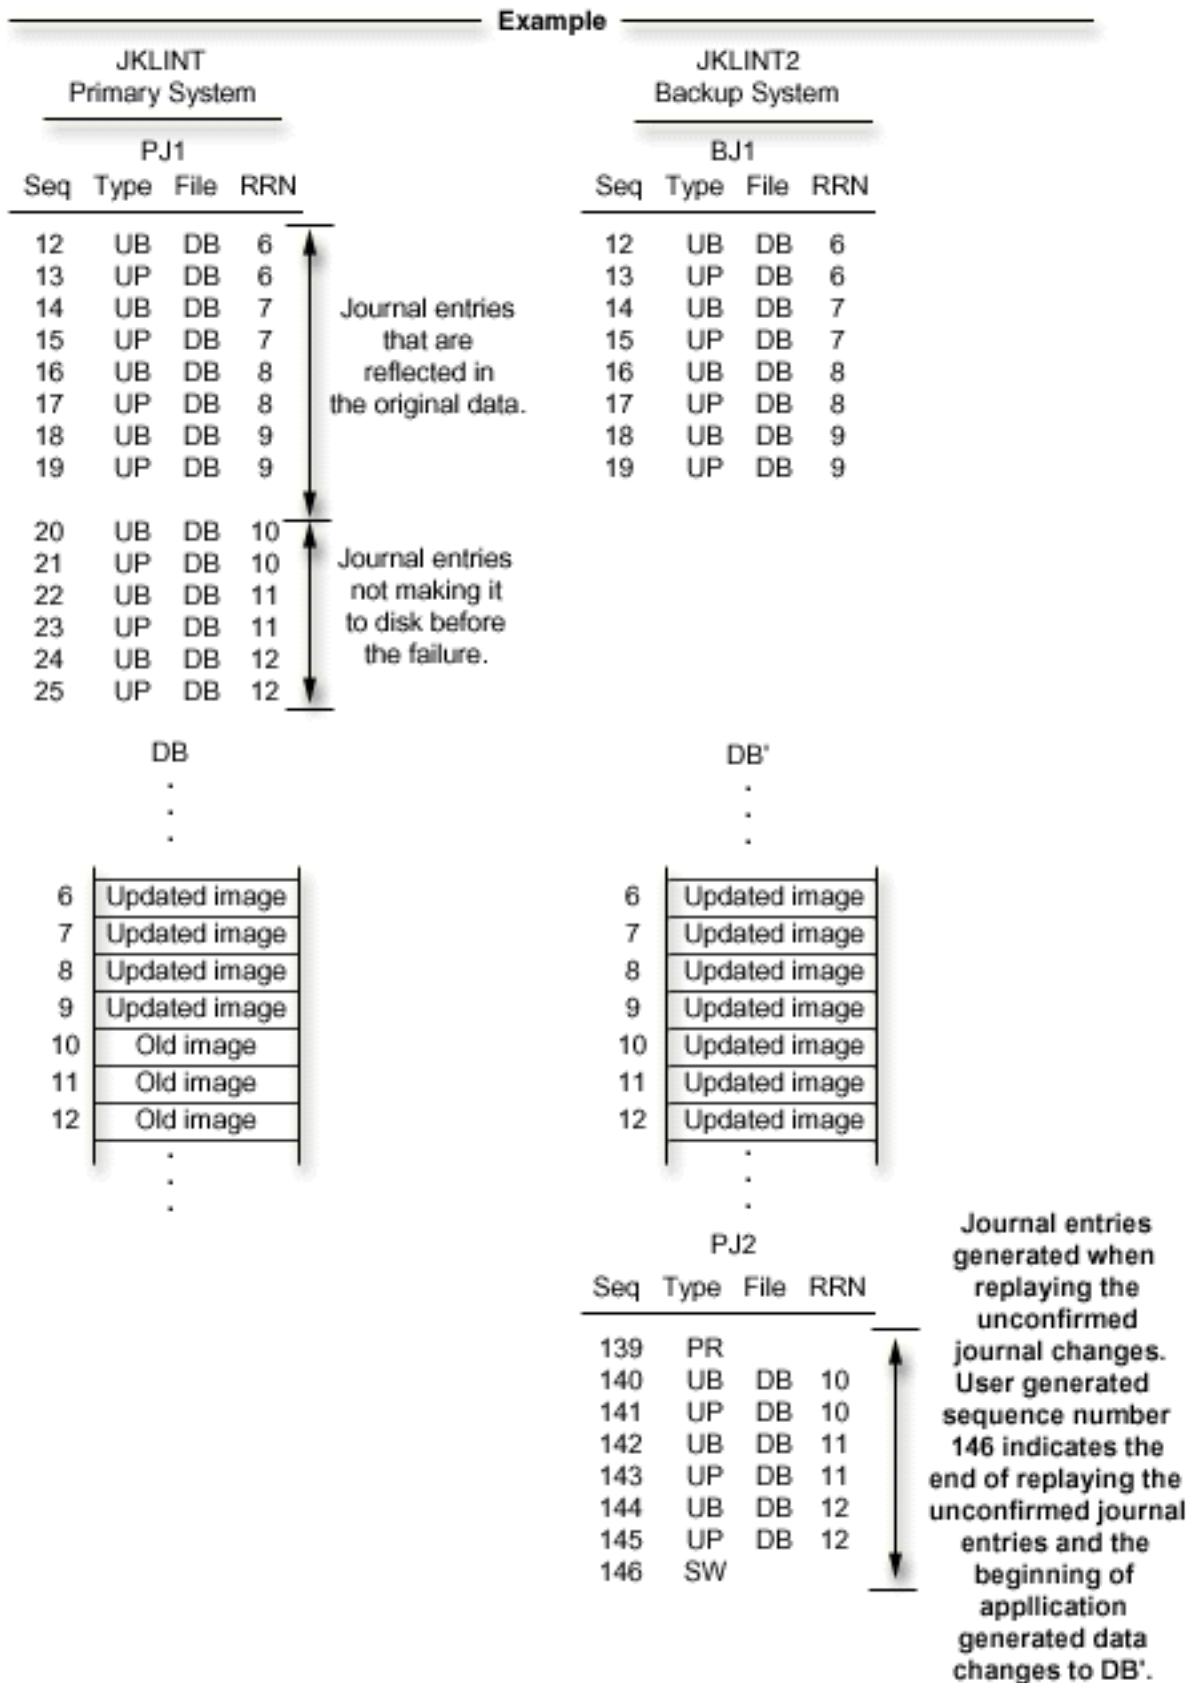 Example
JKLINT
Primary System
PJ1
Seq Type File RRN
12 UB DB 6
13 UP DB 6
14 UB DB 7
15 UP DB 7
16 UB DB 8
17 UP DB 8
18 UB DB 9
19 UP DB 9
Journal entries
that are
reflected in
the original data.
20 UB DB 10
21 UP DB 10
22 UB DB 11
23 UP DB 11
24 UB DB 12
25 UP DB 12
Journal entries
not making it
to disk before
the failure.
JKLINT2
Backup System
BJ1
Seq Type File RRN
12 UB DB 6
13 UP DB 6
14 UB DB 7
15 UP DB 7
16 UB DB 8
17 UP DB 8
18 UB DB 9
19 UP DB 9
DB
6 Updated image
7 Updated image
8 Updated image
9 Updated image
10 Old image
11 Old image
12 Old image
DB'
6 Updated image
7 Updated image
8 Updated image
9 Updated image
10 Updated image
11 Updated image
12 Updated image
PJ2
Seq Type File RRN
139 PR
140 UB DB 10
141 UP DB 10
142 UB DB 11
143 UP DB 11
144 UB DB 12
145 UP DB 12
146 SW
Journal entries
generated when
replaying the
unconfirmed
journal changes.
User generated
sequence number
146 indicates the
end of replaying the
unconfirmed journal
entries and the
beginning of
appllication
generated data
changes to DB'.